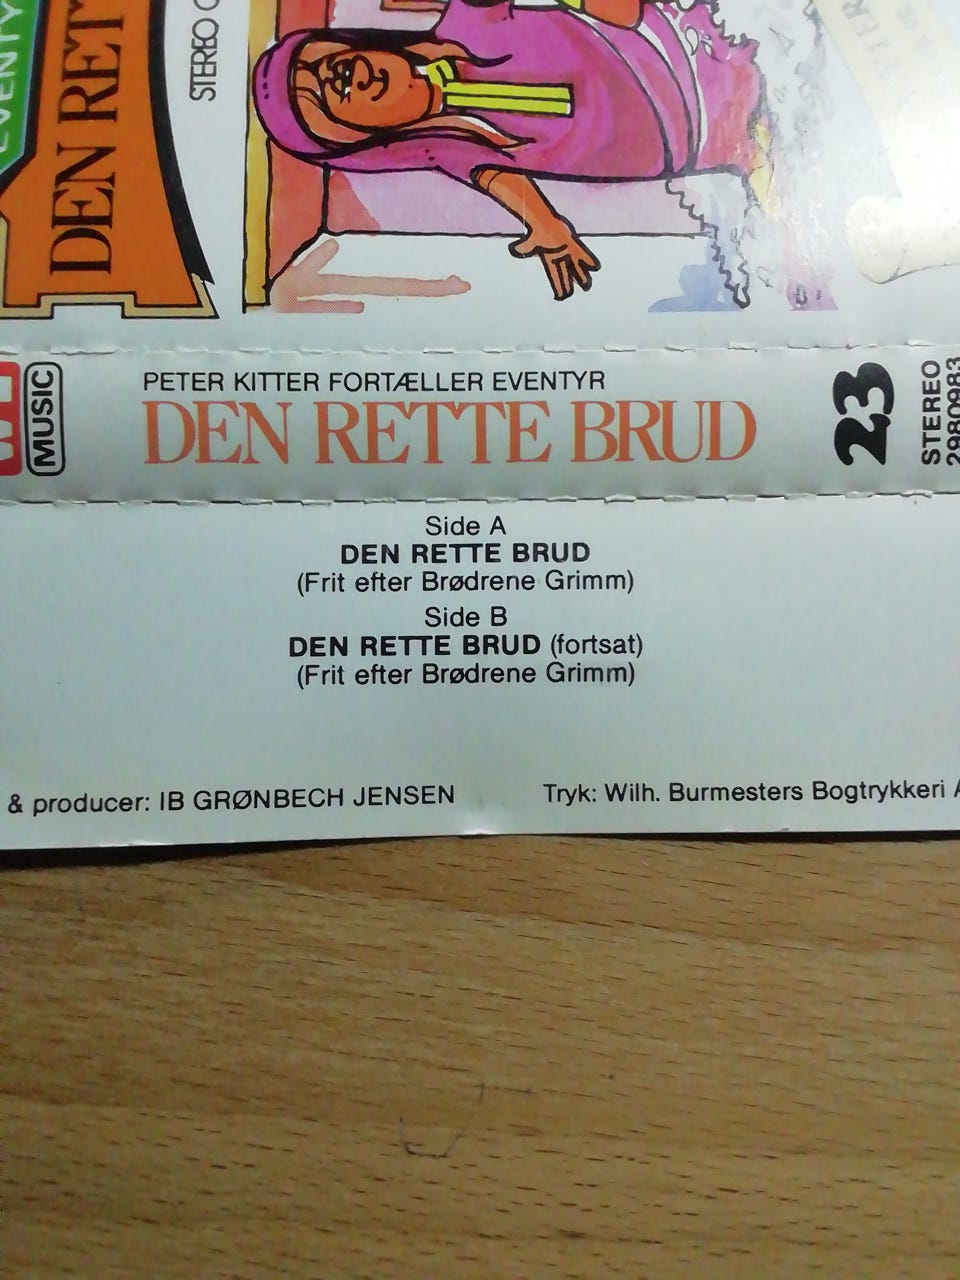 EVENTY
DEN RET
STEREO
MUSIC
PETER KITTER FORTÆLLER EVENTYR
DEN RETTE BRUD
23
STEREO
2980983
Side A
DEN RETTE BRUD
(Frit efter Brødrene Grimm)
Side B
DEN RETTE BRUD (fortsat)
(Frit efter Brødrene Grimm)
& producer: IB GRØNBECH JENSEN
Tryk: Wilh. Burmesters Bogtrykkeri A